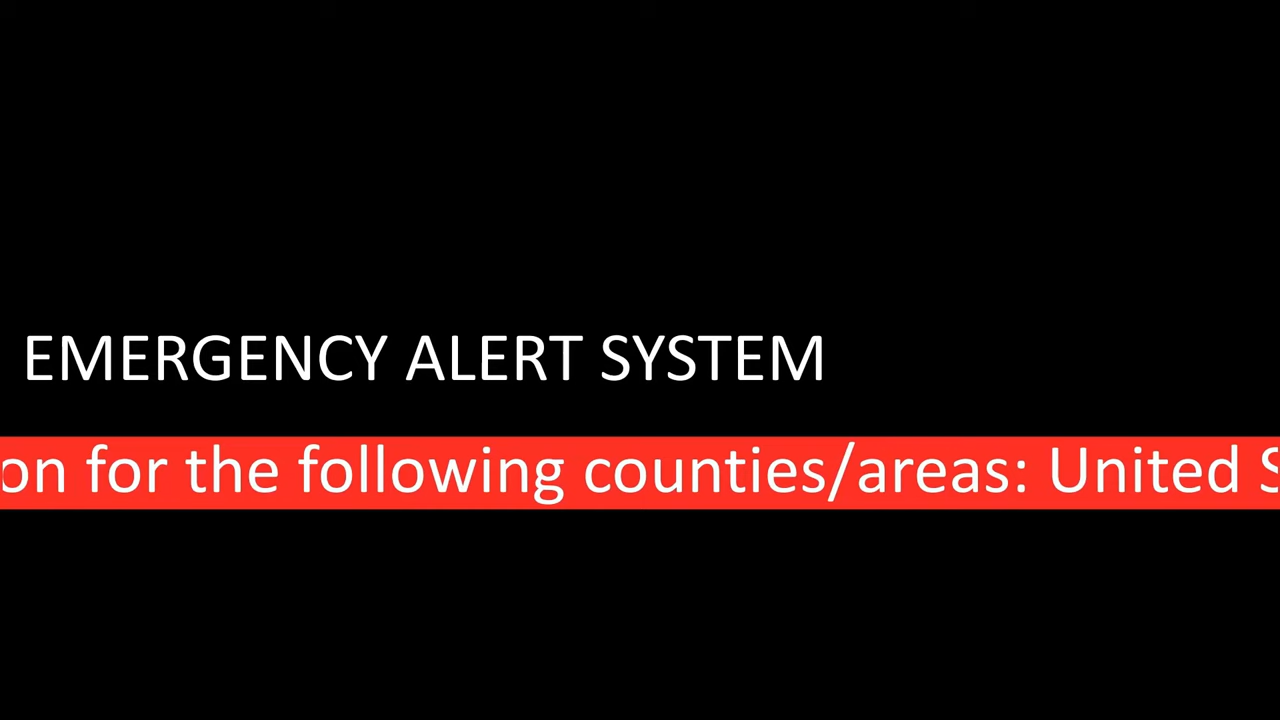 EMERGENCY ALERT SYSTEM
on for the following counties/areas: United S